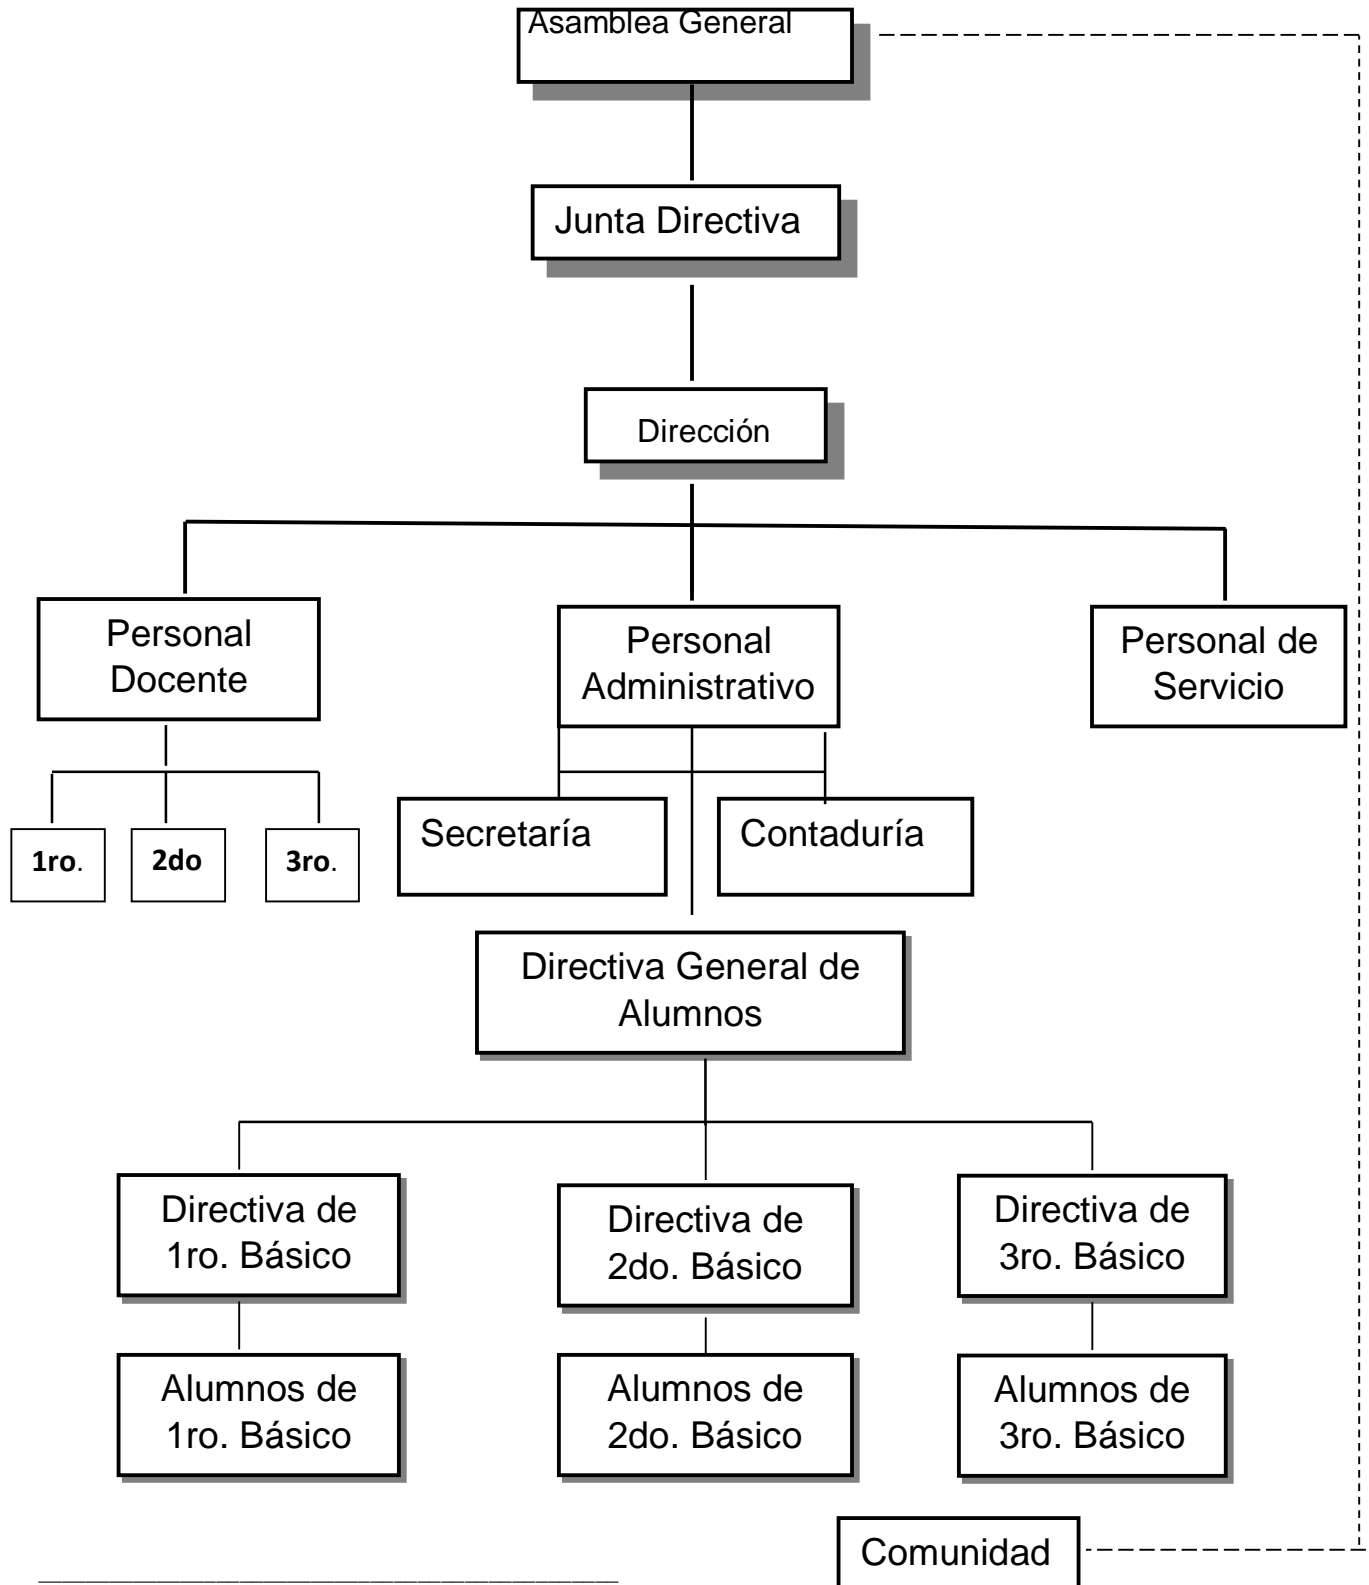 Asamblea General
Junta Directiva
Dirección
Personal
Docente
Personal
Administrativo
Personal de
Servicio
1ro.
2do
3ro.
Secretaría
Contaduría
Directiva General de
Alumnos
Directiva de
1ro. Básico
Directiva de
2do. Básico
Directiva de
3ro. Básico
Alumnos de
1ro. Básico
Alumnos de
2do. Básico
Alumnos de
3ro. Básico
Comunidad